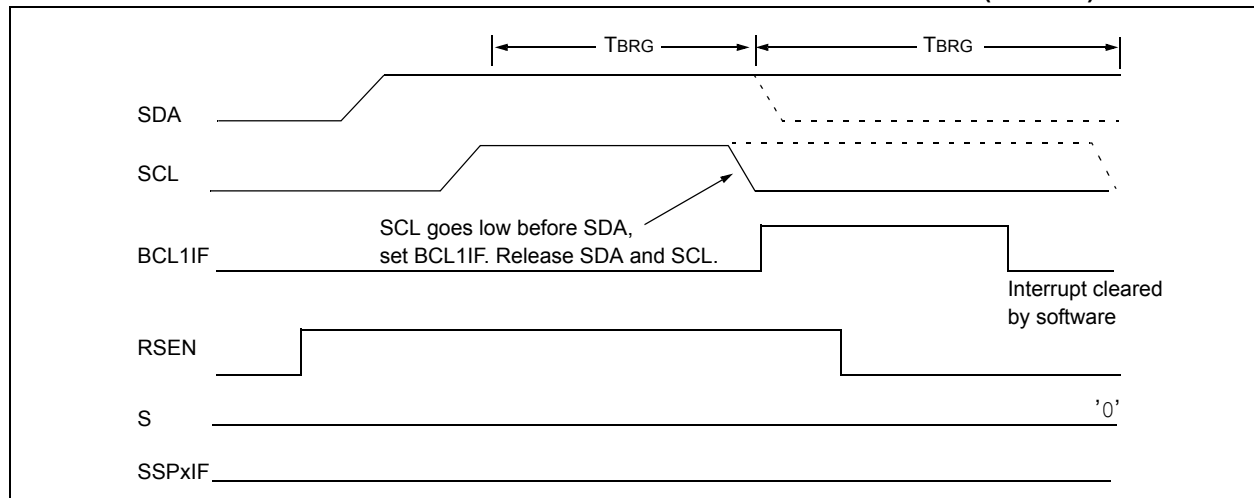 TBRG TBRG
SDA
SCL
SCL goes low before SDA,
set BCL1IF. Release SDA and SCL.
BCL1IF
Interrupt cleared
by software
RSEN
S '0'
SSPxIF